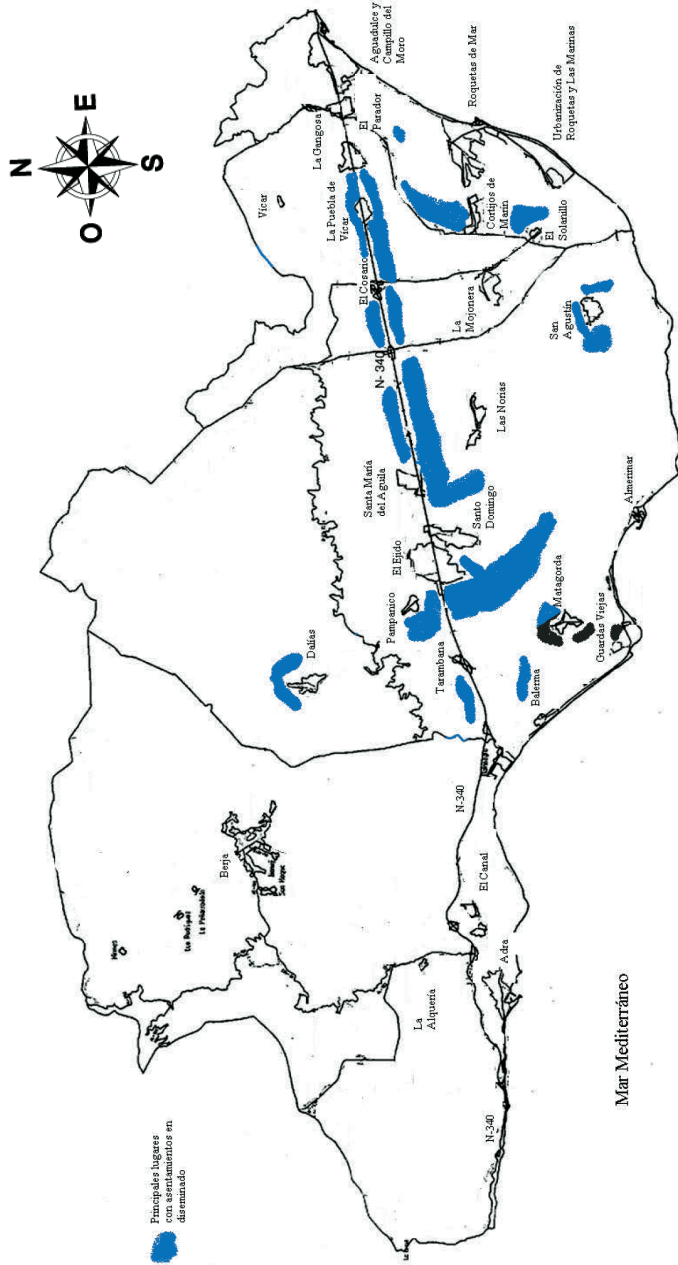 N
E
S
O
Aguadulce y
Campillo del
Moro
La Gangosa
El
Parador
Roquetas de Mar
Urbanización de
Roquetas y Las Marinas
Vícar
La Puebla de
Vícar
Cortijos de
Marín
El
Solanillo
El Cosario
La
Mojonera
San
Agustín
N-340
Las Norias
Santa María
del Aguila
Santo
Domingo
Almerimar
El Ejido
Pampanico
Matagorda
Guardas Viejas
Dalías
Tarambana
Balerma
N-340
Berja
El Canal
Adra
La
Alquería
N-340
Mar Mediterráneo
Principales lugares
con asentamientos en
diseminado